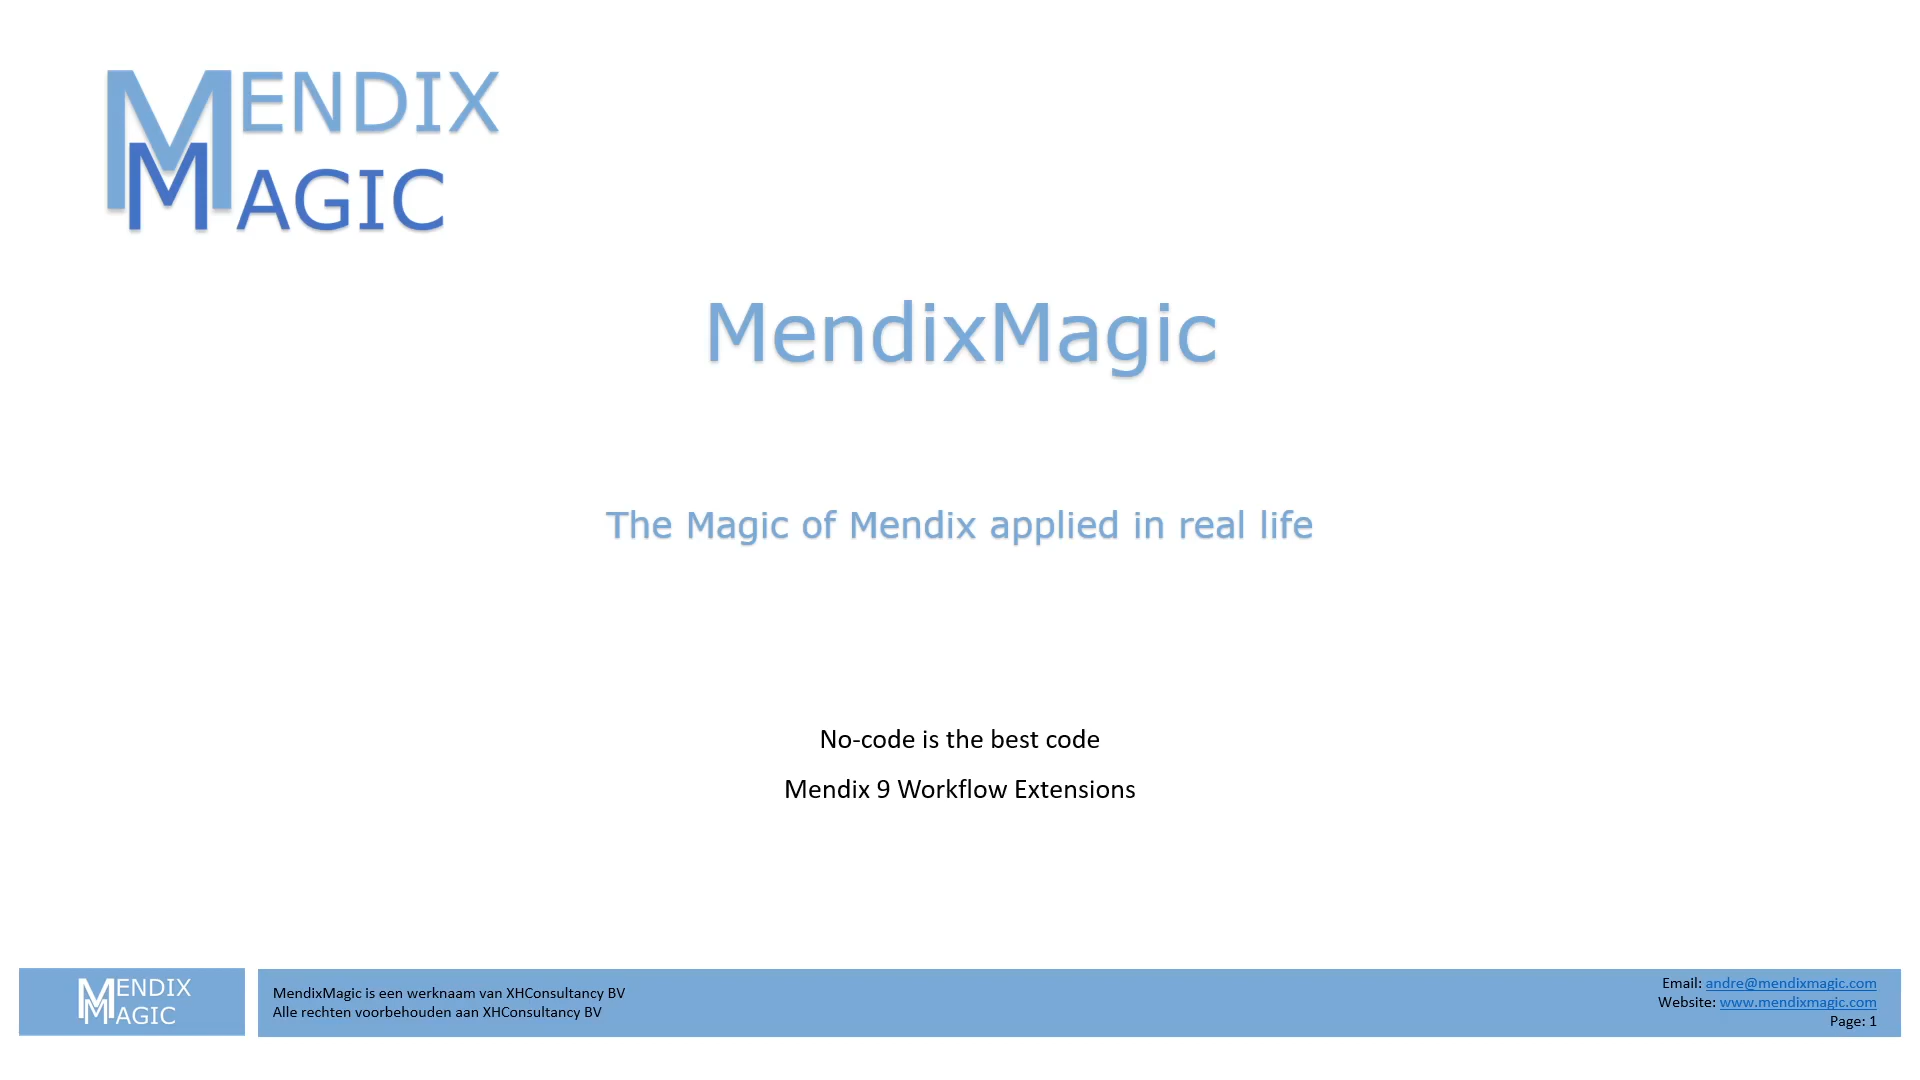 MENDIX
MAGIC
MendixMagic
The Magic of Mendix applied in real life
No-code is the best code
Mendix 9 Workflow Extensions
MENDIX
MAGIC
MendixMagic is een werknaam van XHConsultancy BV
Alle rechten voorbehouden aan XHConsultancy BV
Email: andre@mendixmagic.com
Website: www.mendixmagic.com
Page: 1